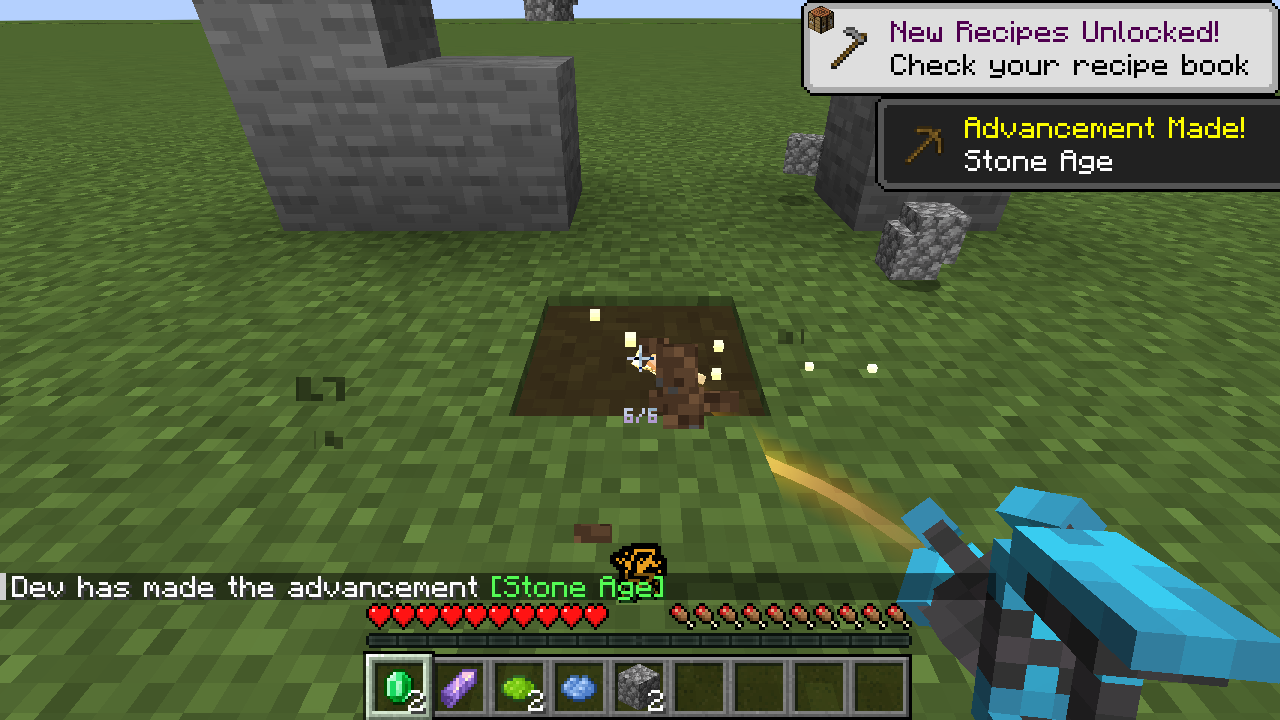 New Recipes Unlocked!
Check your recipe book
Advancement Made!
Stone Age
6/6
Dev has made the advancement [Stone Age]
2
2
2